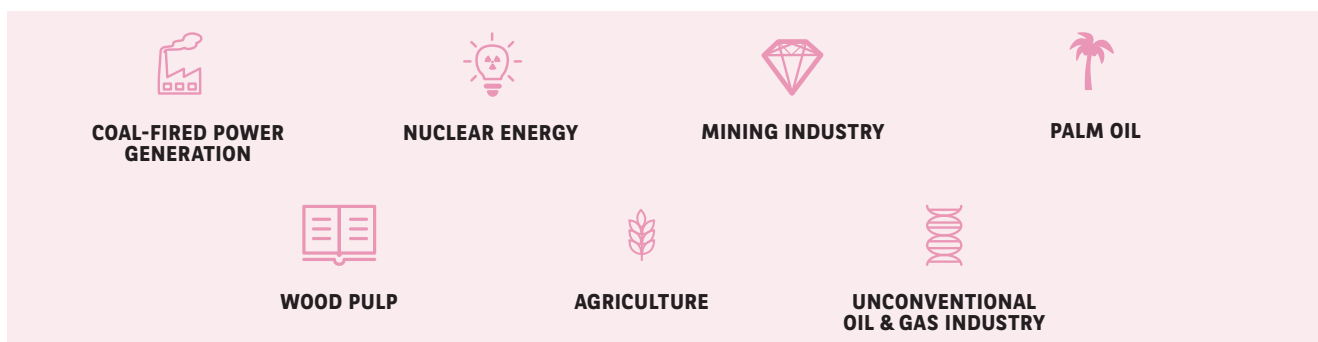 COAL-FIRED POWER
GENERATION
NUCLEAR ENERGY
MINING INDUSTRY
PALM OIL
WOOD PULP
AGRICULTURE
UNCONVENTIONAL
OIL & GAS INDUSTRY